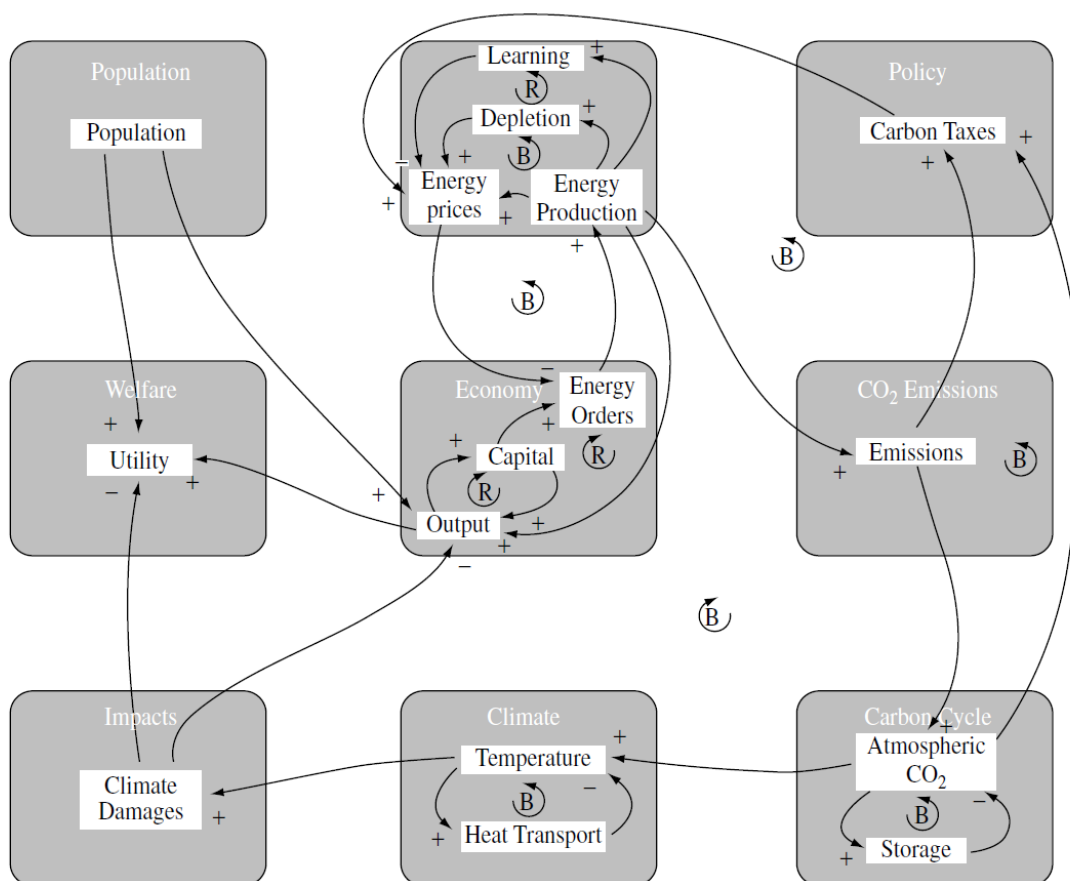 Population
Population
Learning
+
R
Depletion
+
B
−
+
Energy
prices
+
+
Energy
Production
+
Policy
Carbon Taxes
+
+
B
B
Welfare
+
Utility
−
+
Economy
−
Energy
Orders
+
R
+
Capital
R
+
Output
+
+
−
CO₂ Emissions
Emissions
+
B
B
Impacts
Climate
Damages
+
Climate
+
Temperature
−
B
+
Heat Transport
Carbon Cycle
+
Atmospheric
CO₂
−
B
+
Storage